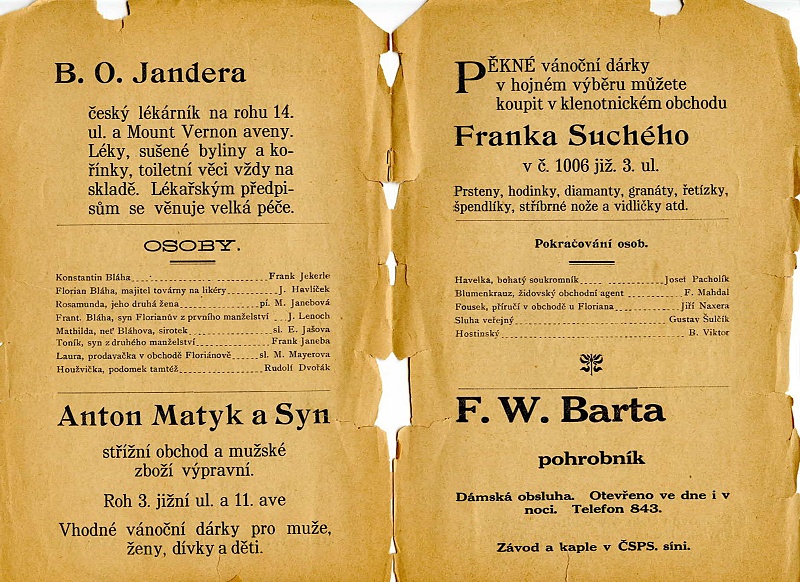 B. O. Jandera
český lékárník na rohu 14.
ul. a Mount Vernon aveny.
Léky, sušené byliny a ko-
řínky, toiletní věci vždy na
skladě. Lékařským předpi-
sům se věnuje velká péče.
OSOBY.
Konstantin Bláha Frank Jekerle
Florian Bláha, majitel továrny na likéry J. Havlíček
Rosamunda, jeho druhá žena pí. M. Janebová
Frant. Bláha, syn Florianův z prvního manželství J. Lenoch
Mathilda, neť Bláhova, sirotek sl. E. Jašova
Toník, syn z druhého manželství Frank Janeba
Laura, prodavačka v obchodě Floriánově sl. M. Mayerova
Houžvička, podomek tamtéž Rudolf Dvořák
Anton Matyk a Syn
střížní obchod a mužské
zboží výpravní.
Roh 3. jižní ul. a 11. ave
Vhodné vánoční dárky pro muže,
ženy, dívky a děti.
PĚKNÉ vánoční dárky
v hojném výběru můžete
koupit v klenotnickém obchodu
Franka Suchého
v č. 1006 již. 3. ul.
Prsteny, hodinky, diamanty, granáty, řetízky,
špendlíky, stříbrné nože a vidličky atd.
Pokračování osob.
Havelka, bohatý soukromník Josef Pacholík
Blumenkrauz, židovský obchodní agent F. Mahdal
Fousek, příručí v obchodě u Floriana Jiří Naxera
Sluha veřejný Gustav Šulčík
Hostinský B. Viktor
F. W. Barta
pohrobník
Dámská obsluha. Otevřeno ve dne i v
noci. Telefon 843.
Závod a kaple v ČSPS. síni.